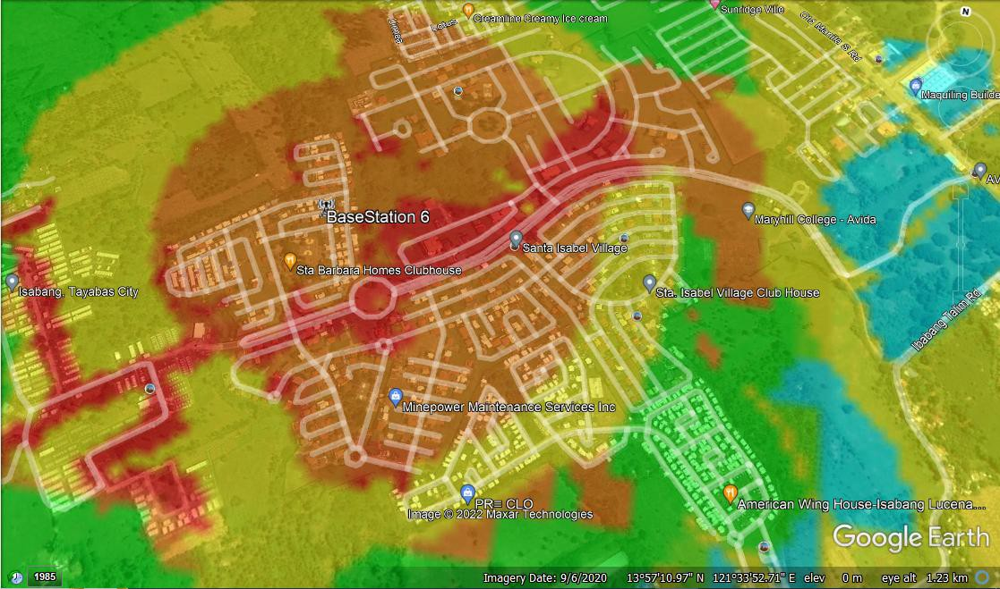 Sunridge Ville
N
Creamline Creamy Ice cream
Lotus
Old Manila S Rd
Maquiling Builde
AV
BaseStation 6
Maryhill College - Avida
Santa Isabel Village
Sta Barbara Homes Clubhouse
Isabang, Tayabas City
Sta. Isabel Village Club House
Ibabang Talim Rd
Minepower Maintenance Services Inc
PR≡ CLO
American Wing House-Isabang Lucena....
Image © 2022 Maxar Technologies
Google Earth
1985
Imagery Date: 9/6/2020 13°57'10.97" N 121°33'52.71" E elev 0 m eye alt 1.23 km